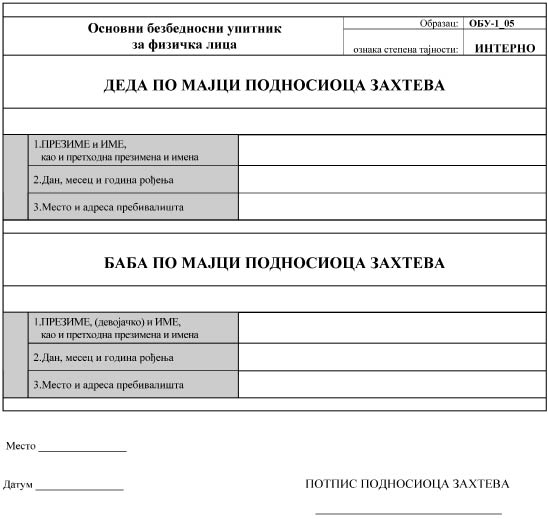 Основни безбедносни упитник
за физичка лица
Образац: ОБУ-1_05
ознака степена тајности: ИНТЕРНО
ДЕДА ПО МАЈЦИ ПОДНОСИОЦА ЗАХТЕВА
1.ПРЕЗИМЕ и ИМЕ,
као и претходна презимена и имена
2.Дан, месец и година рођења
3.Место и адреса пребивалишта
БАБА ПО МАЈЦИ ПОДНОСИОЦА ЗАХТЕВА
1.ПРЕЗИМЕ, (девојачко) и ИМЕ,
као и претходна презимена и имена
2.Дан, месец и година рођења
3.Место и адреса пребивалишта
Место ________________
Датум ________________ ПОТПИС ПОДНОСИОЦА ЗАХТЕВА